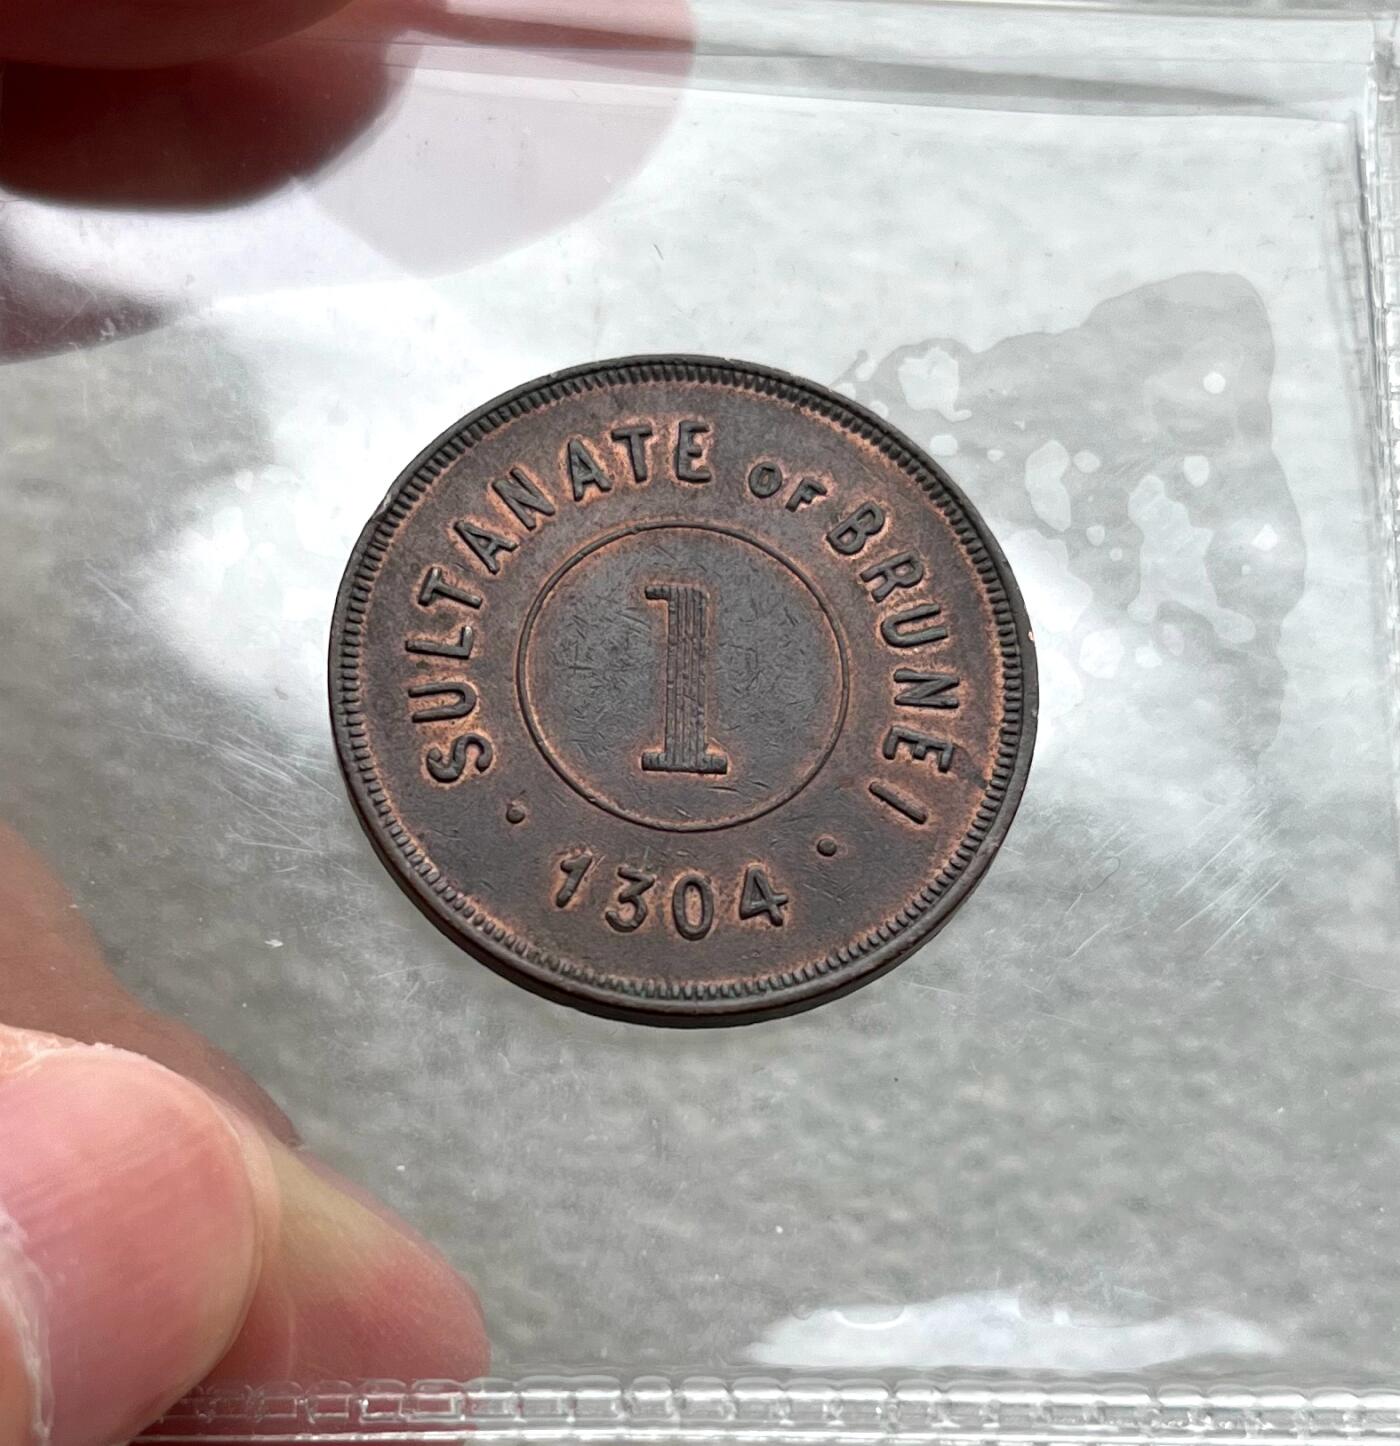 SULTANATE OF BRUNEI
1
· 1304 ·